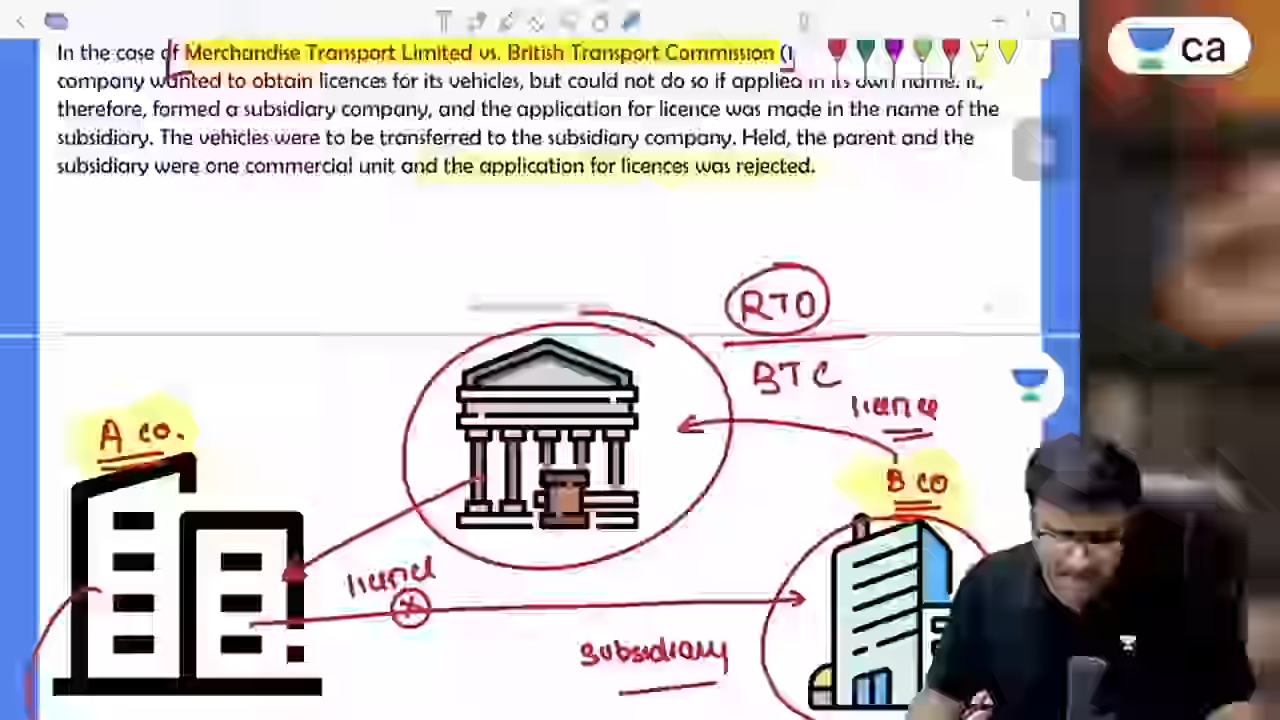 ca
In the case of Merchandise Transport Limited vs. British Transport Commission (1
company wanted to obtain licences for its vehicles, but could not do so if applied in its own name. It,
therefore, formed a subsidiary company, and the application for licence was made in the name of the
subsidiary. The vehicles were to be transferred to the subsidiary company. Held, the parent and the
subsidiary were one commercial unit and the application for licences was rejected.
RTO
BTC
licence
A co.
B co
licence
subsidiary